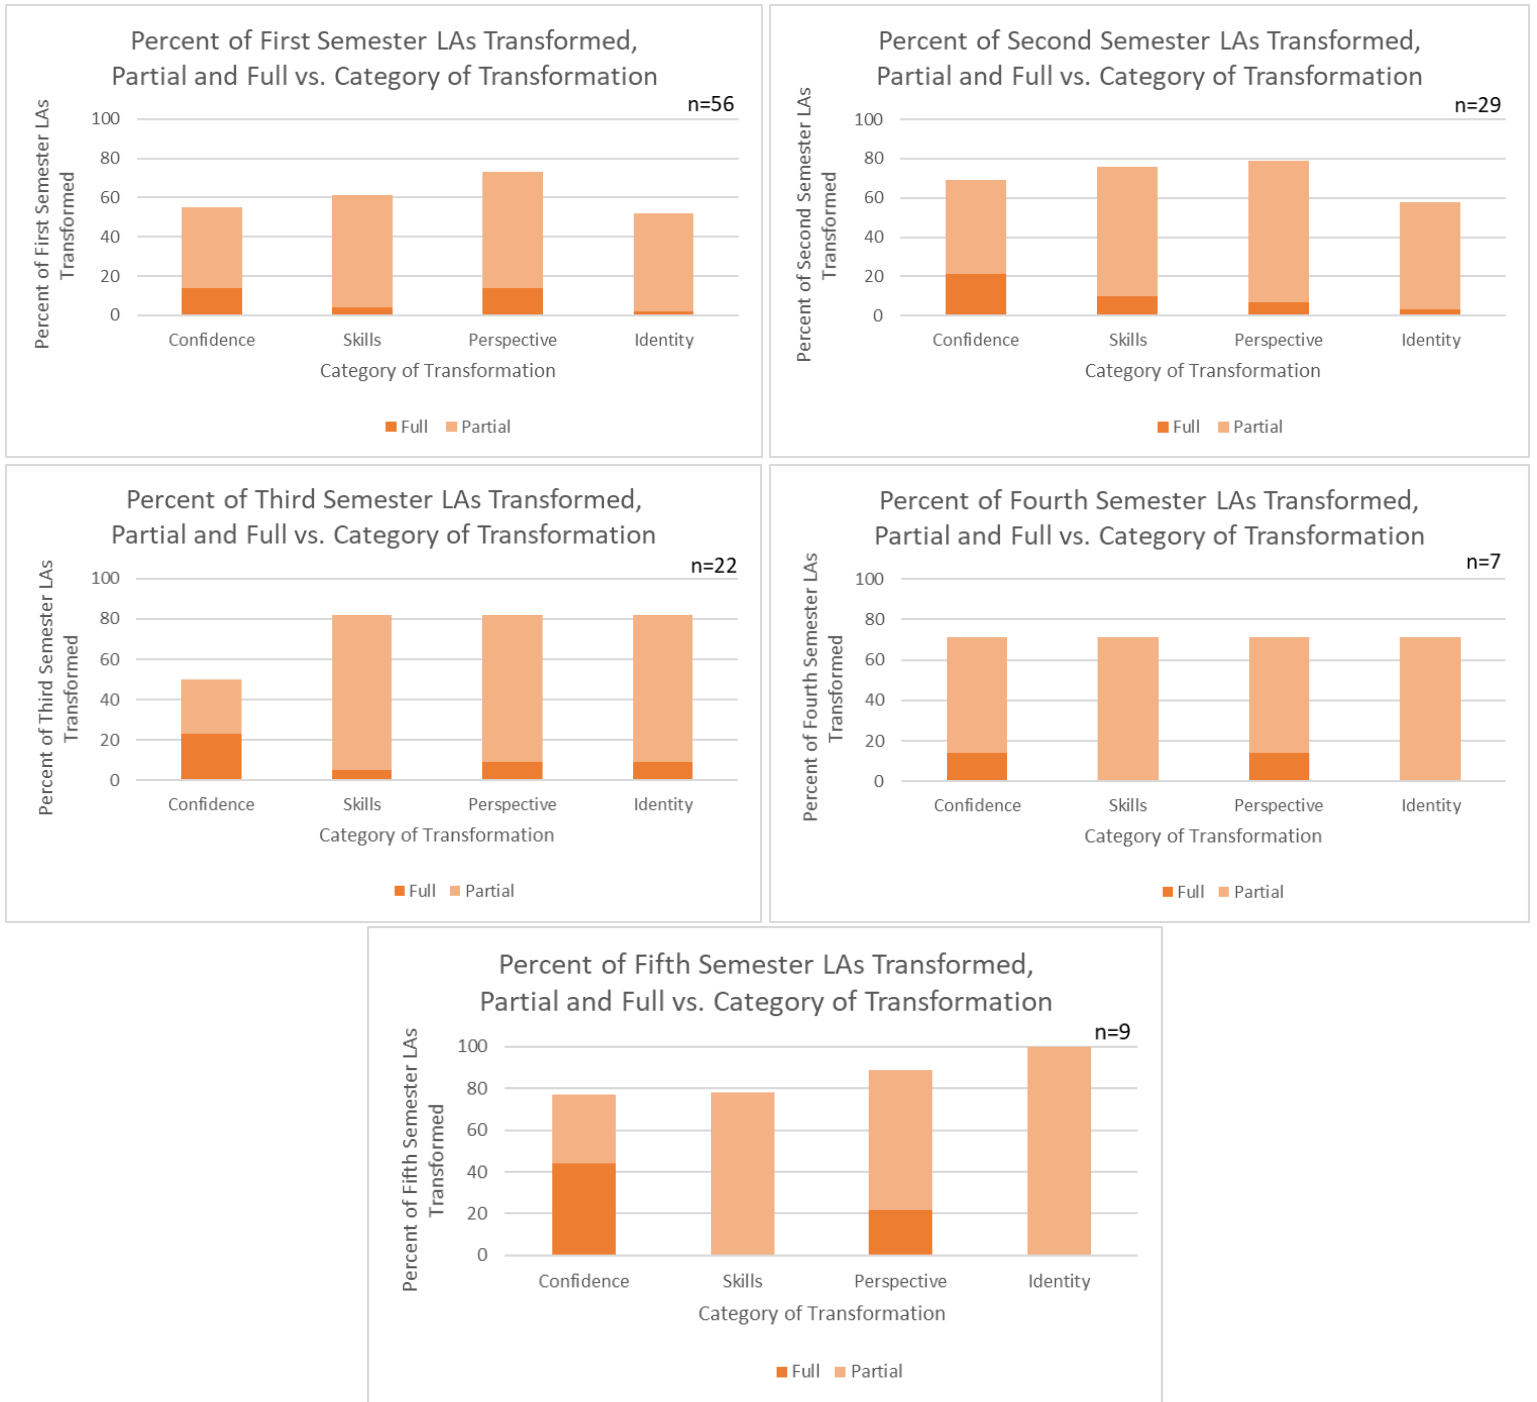 Percent of First Semester LAs Transformed,
Partial and Full vs. Category of Transformation
n=56
Percent of First Semester LAs
Transformed
100
80
60
40
20
0
Confidence Skills Perspective Identity
Category of Transformation
Full Partial
Percent of Second Semester LAs Transformed,
Partial and Full vs. Category of Transformation
n=29
Percent of Second Semester LAs
Transformed
100
80
60
40
20
0
Confidence Skills Perspective Identity
Category of Transformation
Full Partial
Percent of Third Semester LAs Transformed,
Partial and Full vs. Category of Transformation
n=22
Percent of Third Semester LAs
Transformed
100
80
60
40
20
0
Confidence Skills Perspective Identity
Category of Transformation
Full Partial
Percent of Fourth Semester LAs Transformed,
Partial and Full vs. Category of Transformation
n=7
Percent of Fourth Semester LAs
Transformed
100
80
60
40
20
0
Confidence Skills Perspective Identity
Category of Transformation
Full Partial
Percent of Fifth Semester LAs Transformed,
Partial and Full vs. Category of Transformation
n=9
Percent of Fifth Semester LAs
Transformed
100
80
60
40
20
0
Confidence Skills Perspective Identity
Category of Transformation
Full Partial